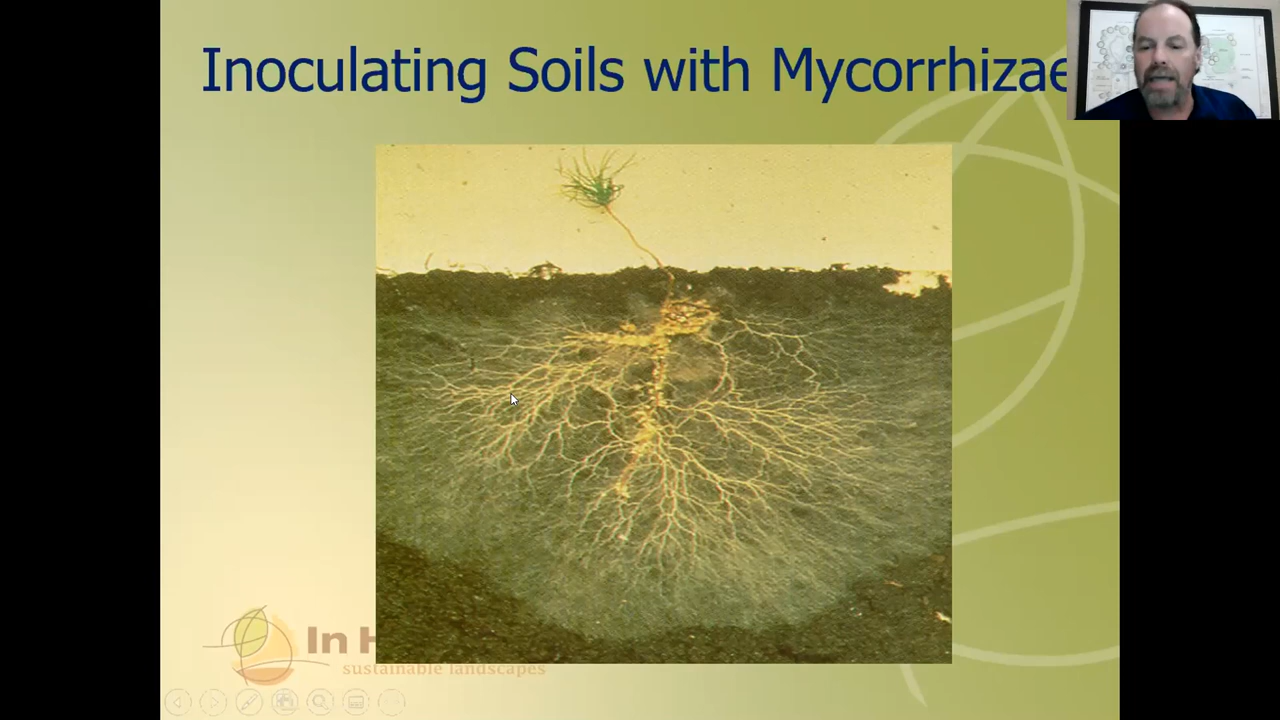 Inoculating Soils with Mycorrhizae
In H
sustainable landscapes